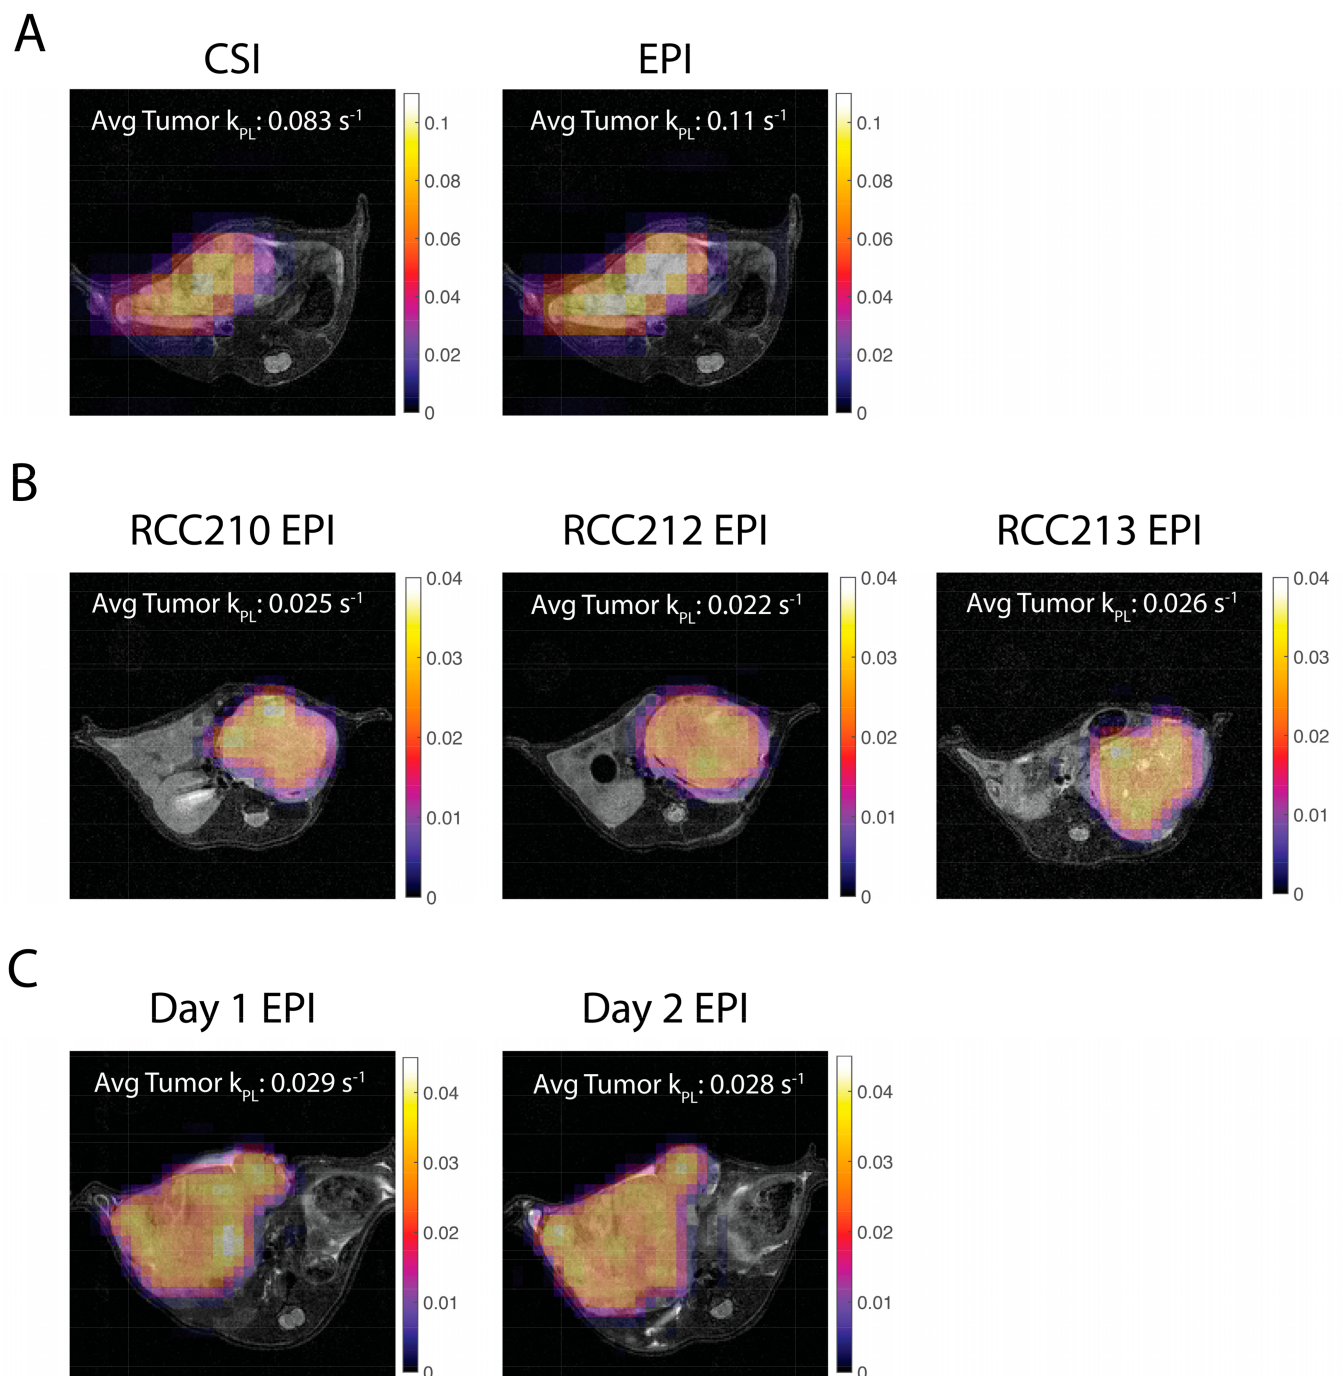 A
CSI EPI
Avg Tumor kPL: 0.083 s-1 Avg Tumor kPL: 0.11 s-1
0.1 0.1
0.08 0.08
0.06 0.06
0.04 0.04
0.02 0.02
0 0
B
RCC210 EPI RCC212 EPI RCC213 EPI
Avg Tumor kPL: 0.025 s-1 Avg Tumor kPL: 0.022 s-1 Avg Tumor kPL: 0.026 s-1
0.04 0.04 0.04
0.03 0.03 0.03
0.02 0.02 0.02
0.01 0.01 0.01
0 0 0
C
Day 1 EPI Day 2 EPI
Avg Tumor kPL: 0.029 s-1 Avg Tumor kPL: 0.028 s-1
0.04 0.04
0.03 0.03
0.02 0.02
0.01 0.01
0 0